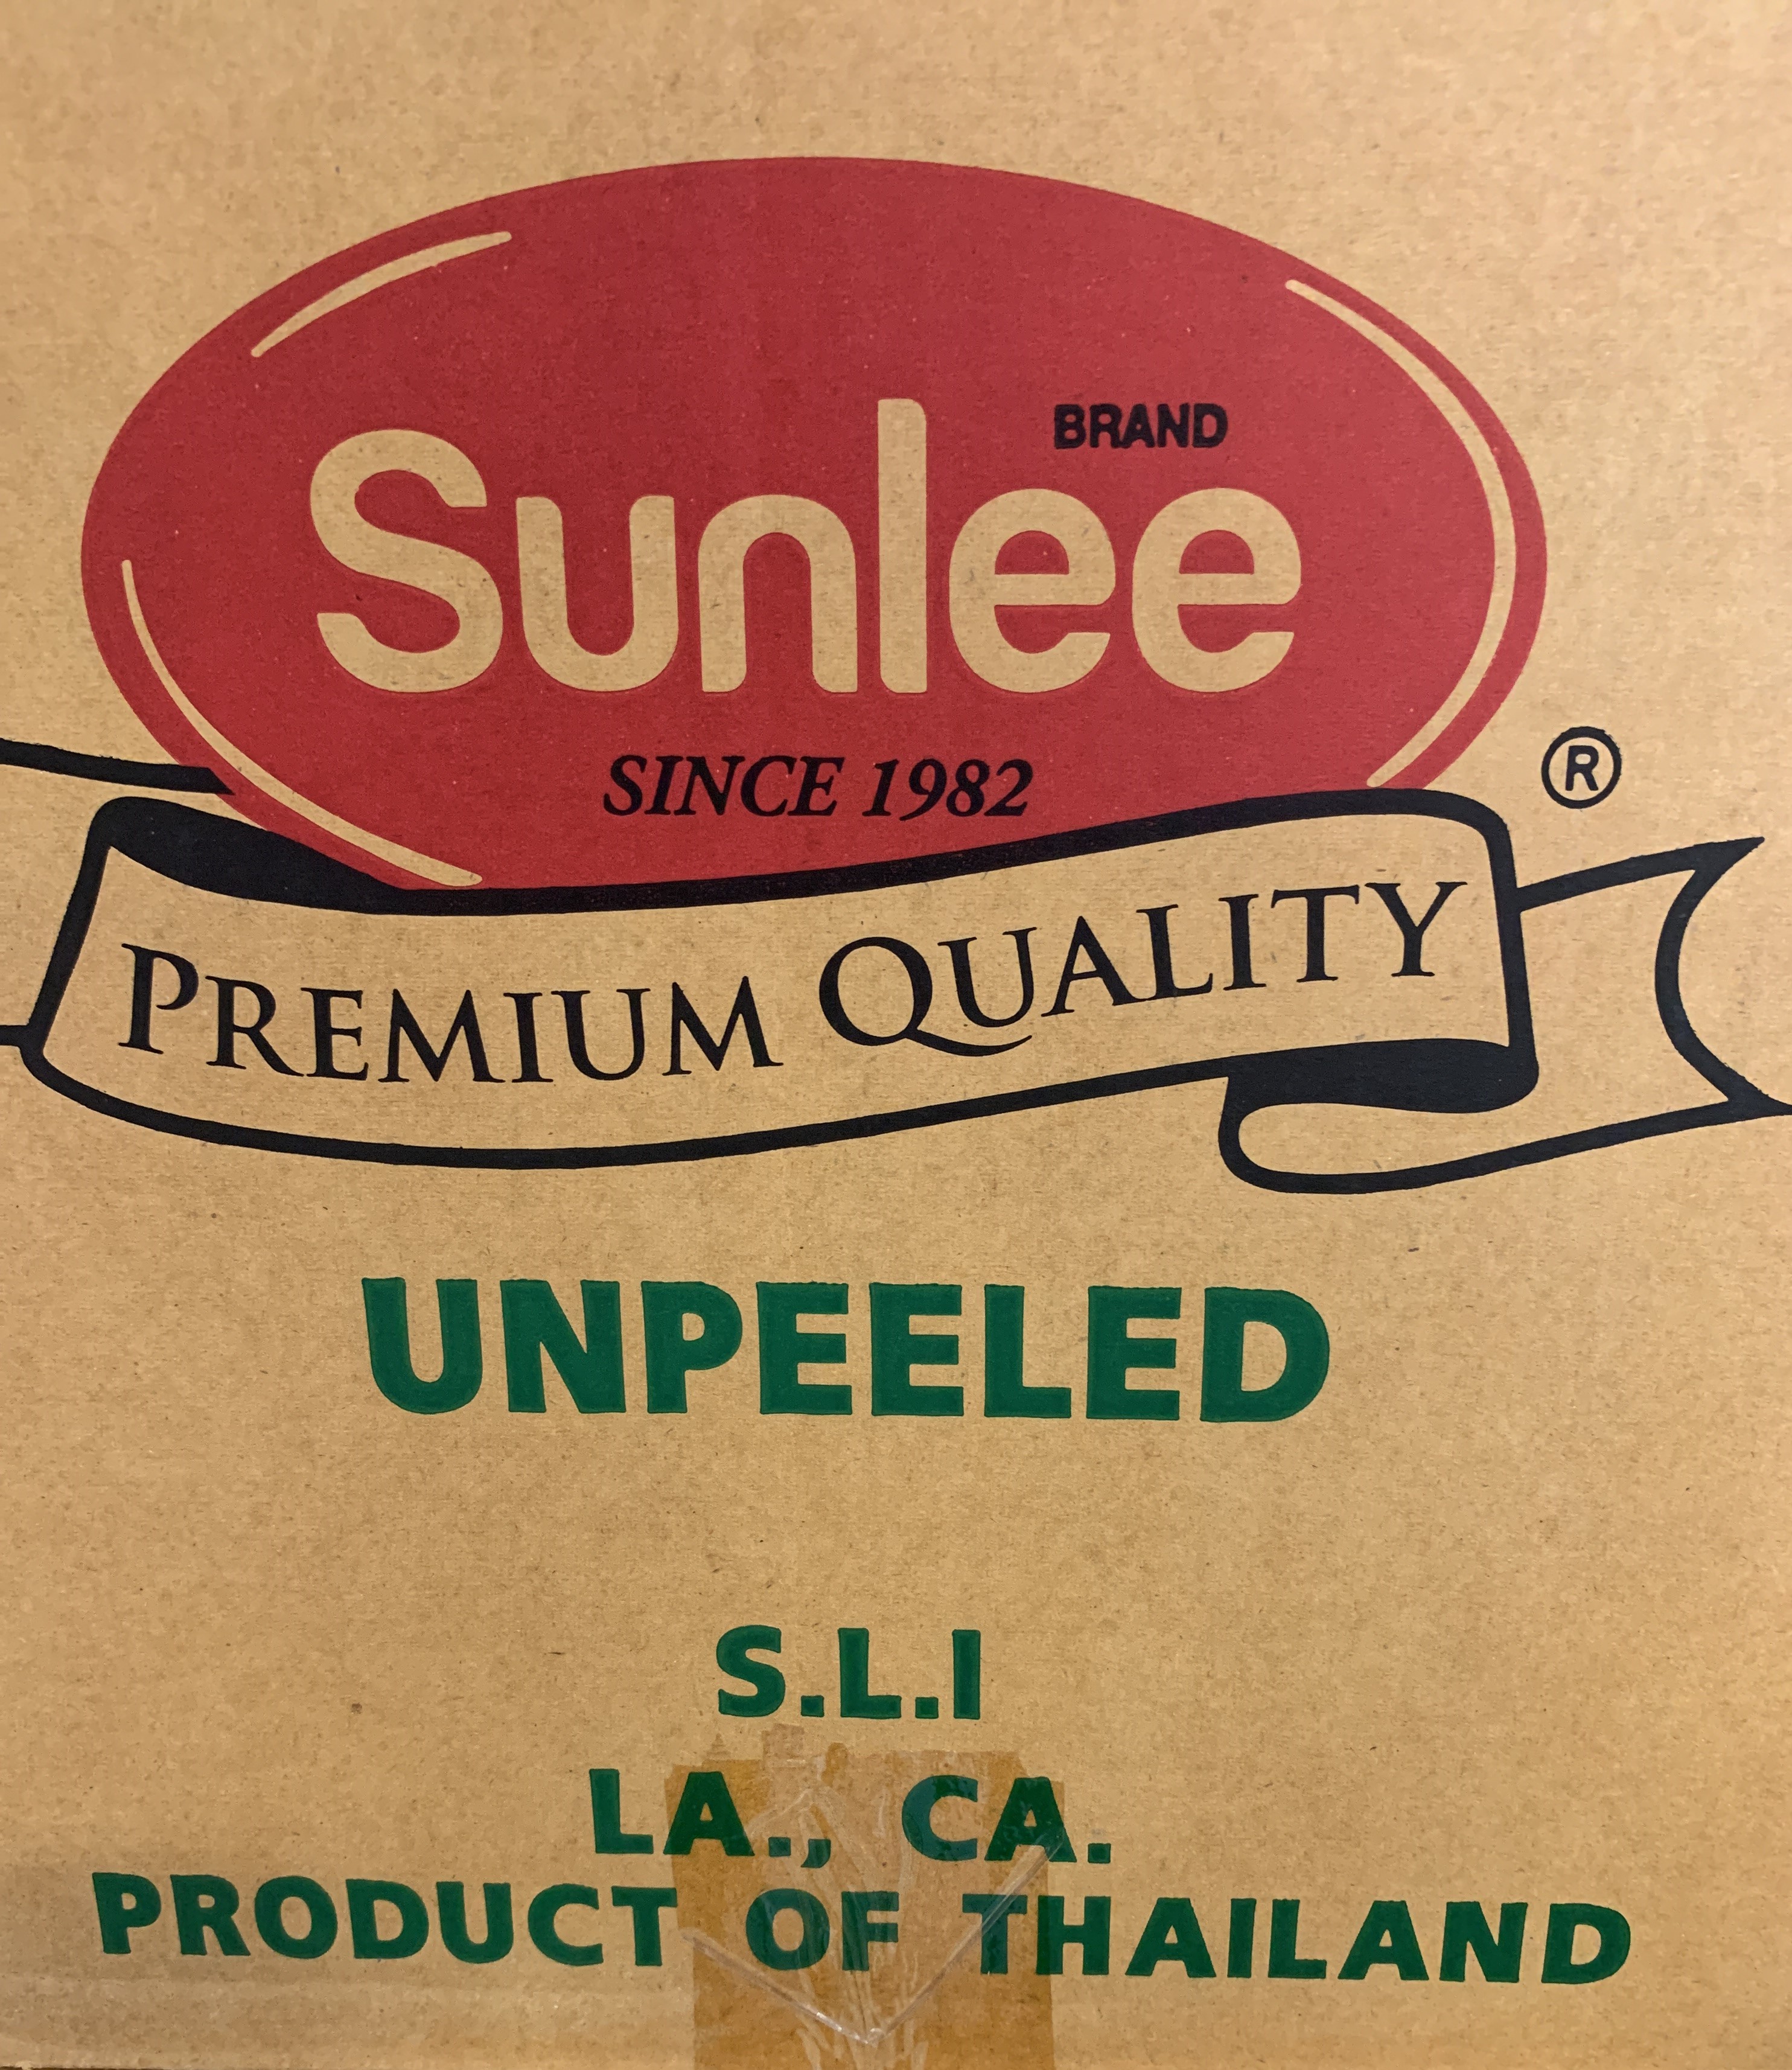 BRAND
Sunlee
SINCE 1982
®
PREMIUM QUALITY
UNPEELED
S.L.I
LA., CA.
PRODUCT OF THAILAND